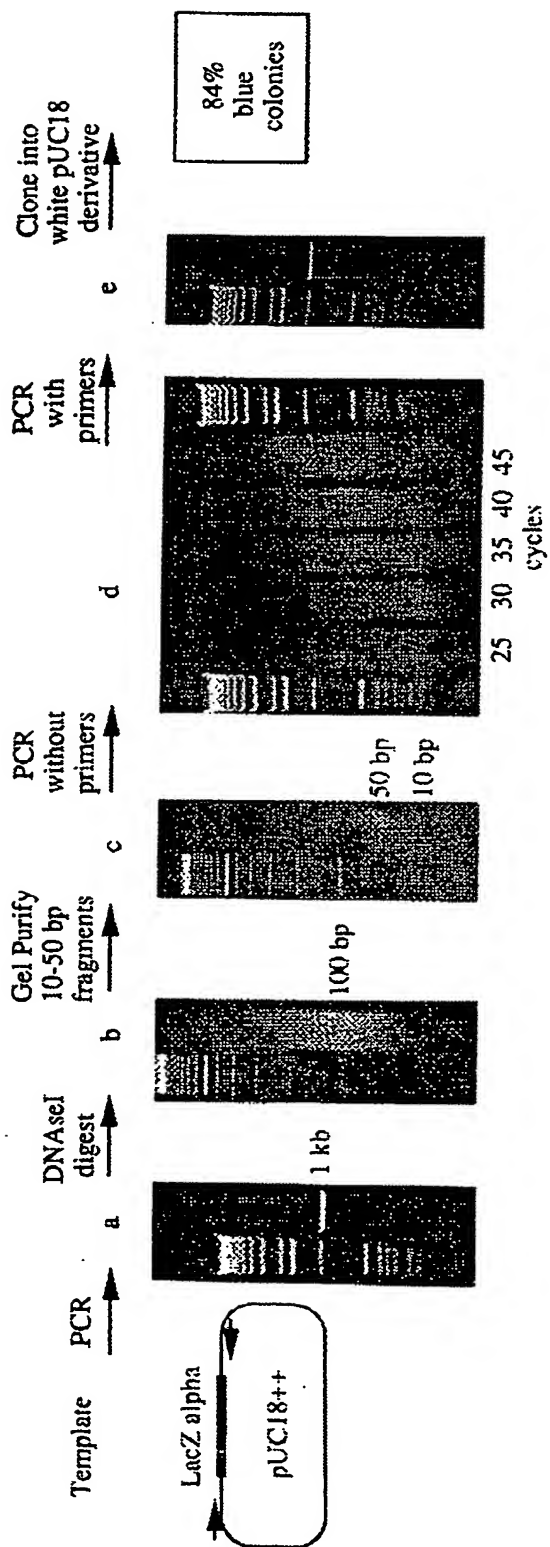 Template
PCR
DNAseI
digest
Gel Purify
10-50 bp
fragments
PCR
without
primers
PCR
with
primers
Clone into
white pUC18
derivative
a
b
c
d
e
LacZ alpha
pUC18++
1 kb
100 bp
50 bp
10 bp
84%
blue
colonies
25 30 35 40 45
cycles